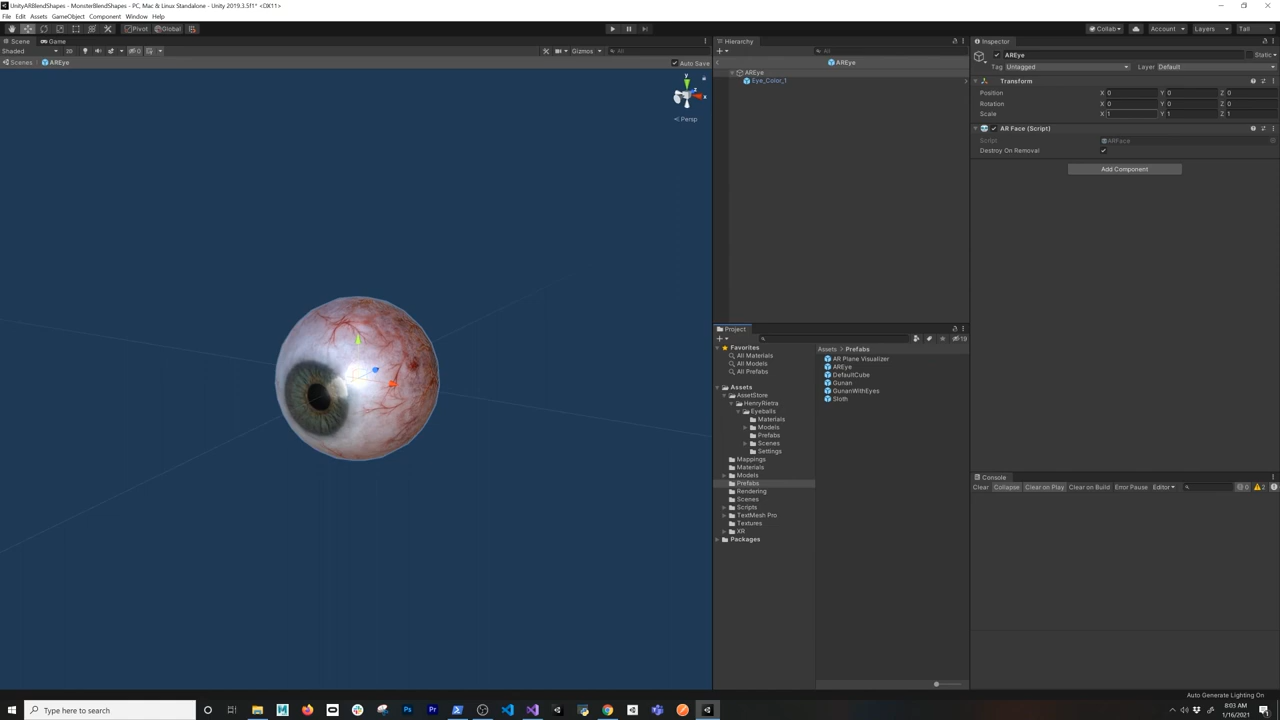 UnityARBlendShapes - MonsterBlendShapes - PC, Mac & Linux Standalone - Unity 2019.3.5f1* <DX11>
File Edit Assets GameObject Component Window Help
Pivot Global Collab Account Layers Tall
Scene Game
Shaded 2D 0 Gizmos All
Scenes AREye Auto Save
y
x
z
< Persp
Hierarchy
All
AREye
AREye
Eye_Color_1
Project
19
Favorites
All Materials
All Models
All Prefabs
Assets
AssetStore
HenryRietra
Eyeballs
Materials
Models
Prefabs
Scenes
Settings
Mappings
Materials
Models
Prefabs
Rendering
Scenes
Scripts
TextMesh Pro
Textures
XR
Packages
Assets > Prefabs
AR Plane Visualizer
AREye
DefaultCube
Gunan
GunanWithEyes
Sloth
Inspector
AREye Static
Tag Untagged Layer Default
Transform
Position X 0 Y 0 Z 0
Rotation X 0 Y 0 Z 0
Scale X 1 Y 1 Z 1
AR Face (Script)
Script ARFace
Destroy On Removal
Add Component
Console
Clear Collapse Clear on Play Clear on Build Error Pause Editor 0 2
Auto Generate Lighting On
Type here to search
8:03 AM
1/16/2021